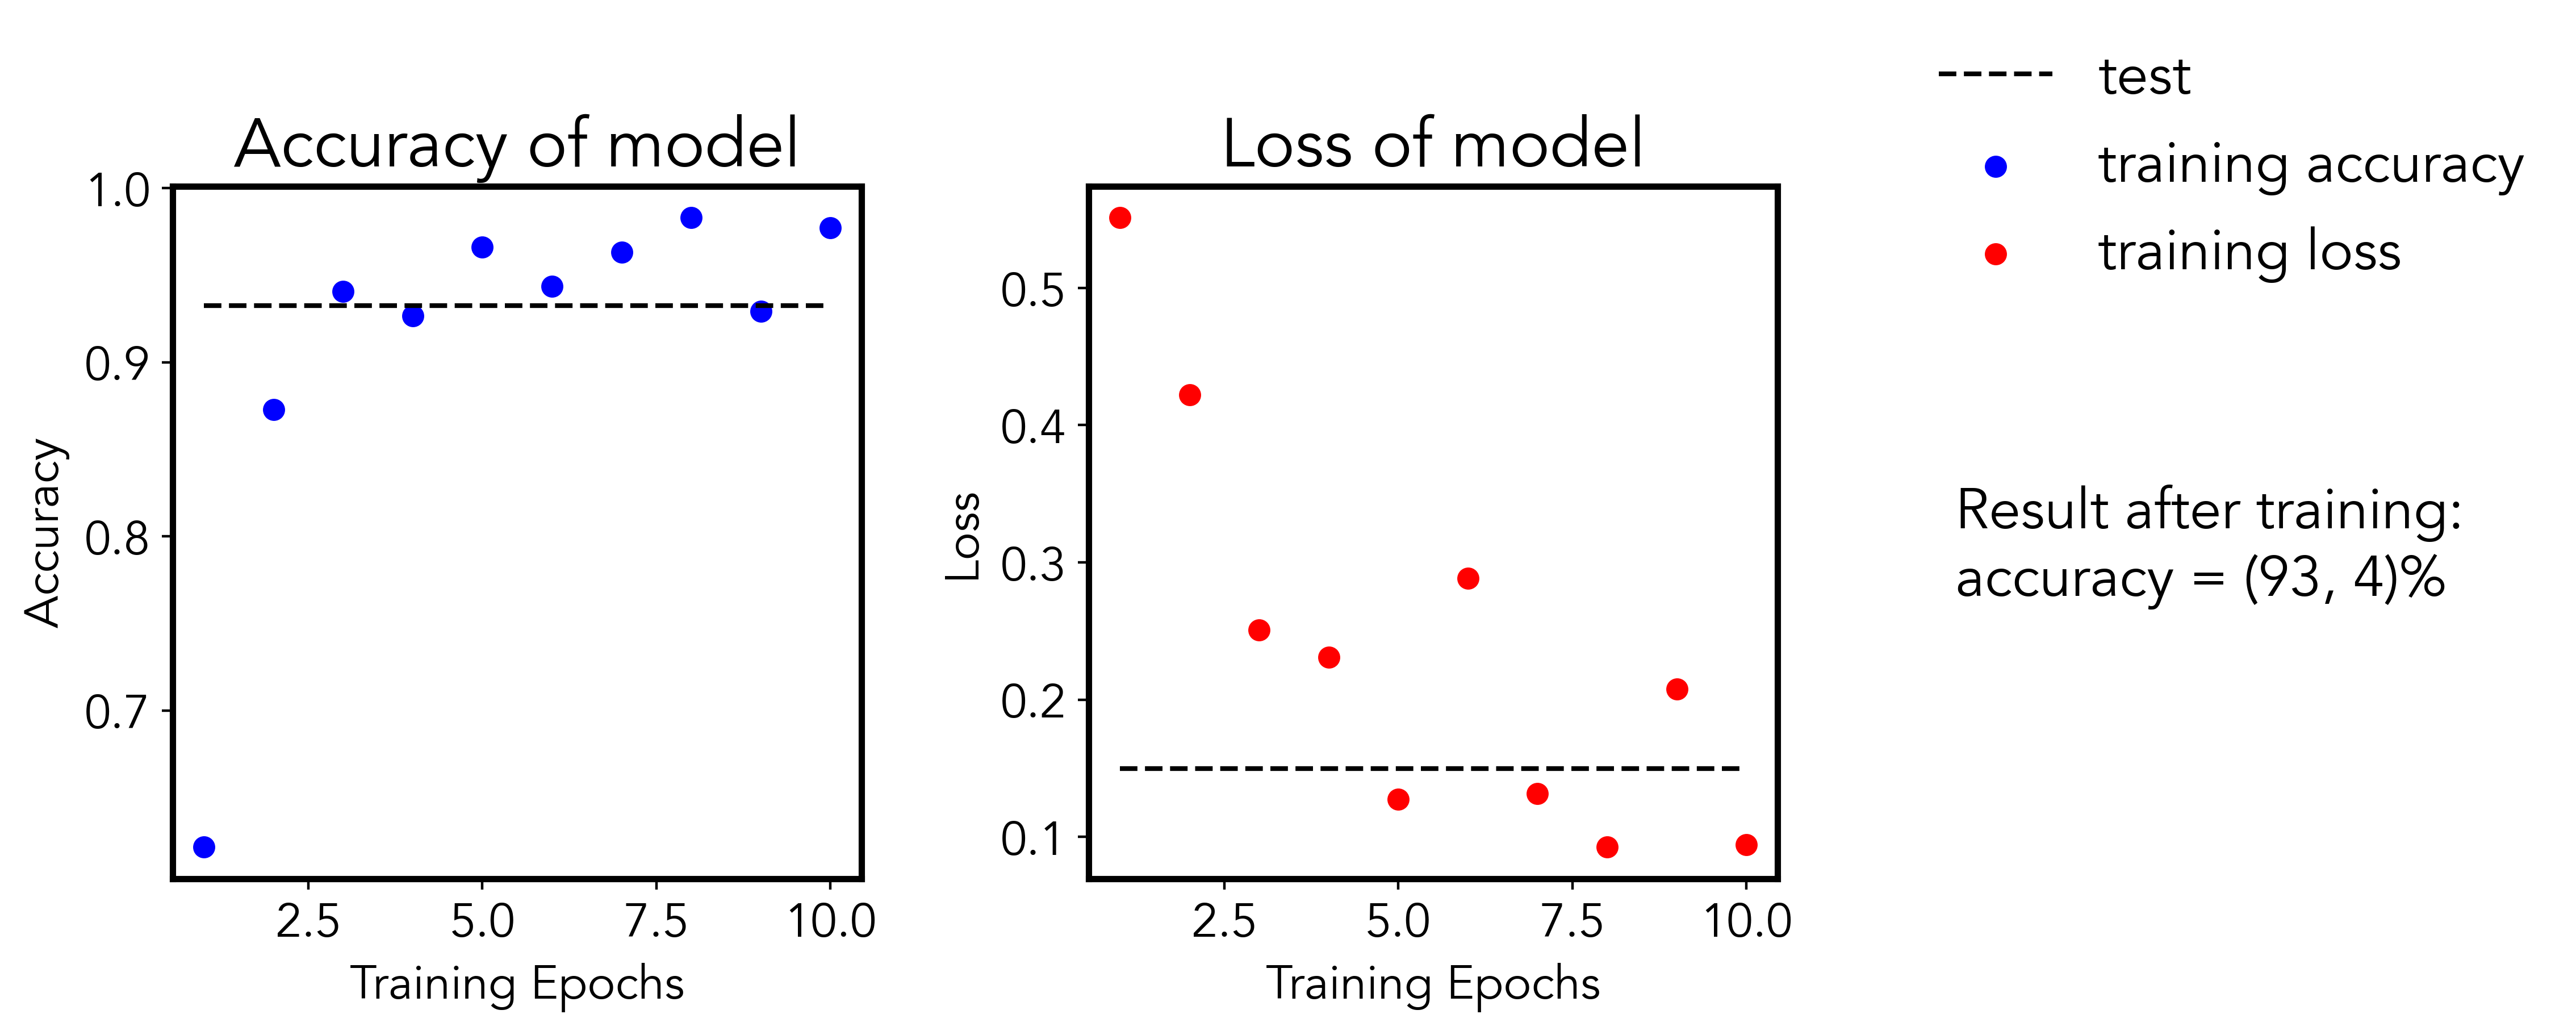 Accuracy of model
1.0
0.9
0.8
0.7
Accuracy
2.5 5.0 7.5 10.0
Training Epochs
Loss of model
0.5
0.4
0.3
0.2
0.1
Loss
2.5 5.0 7.5 10.0
Training Epochs
test
training accuracy
training loss
Result after training:
accuracy = (93, 4)%